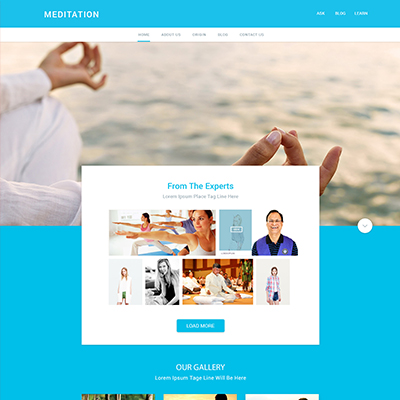 MEDITATION
ASK BLOG LEARN
HOME ABOUT US ORIGIN BLOG CONTACT US
From The Experts
Lorem Ipsum Place Tag Line Here
LOAD MORE
OUR GALLERY
Lorem Ipsum Tage Line Will Be Here